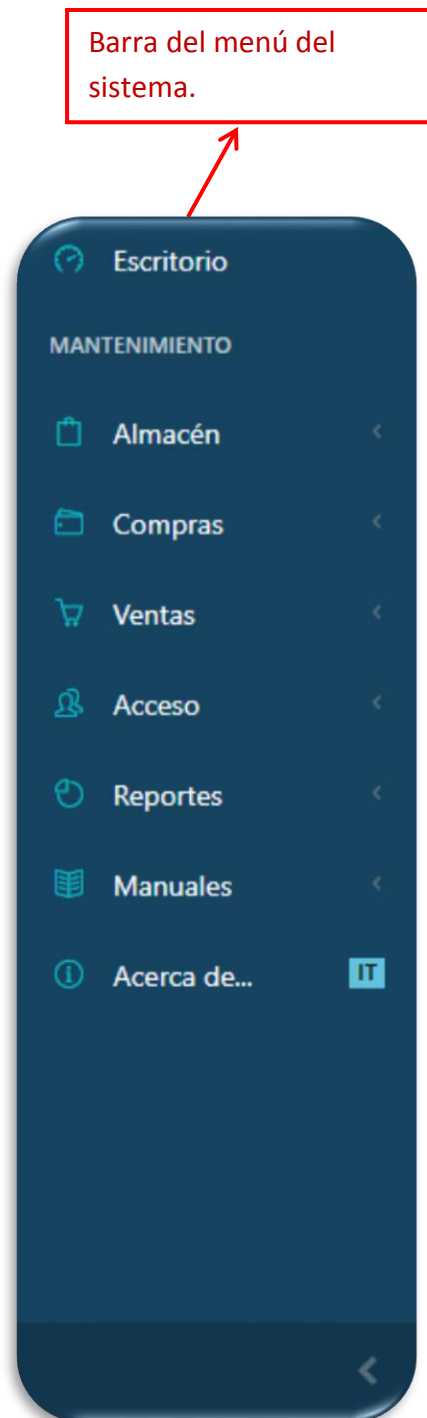 Barra del menú del
sistema.
Escritorio
MANTENIMIENTO
Almacén
Compras
Ventas
Acceso
Reportes
Manuales
Acerca de... IT